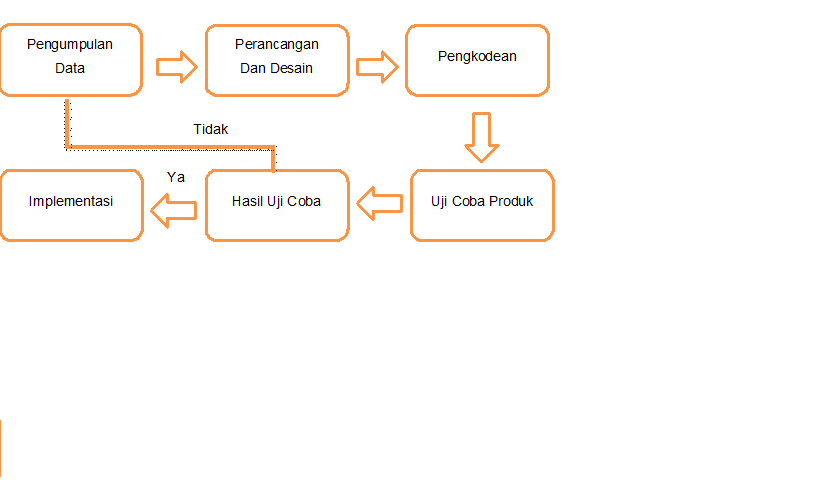 Pengumpulan
Data
Perancangan
Dan Desain
Pengkodean
Tidak
Ya
Implementasi
Hasil Uji Coba
Uji Coba Produk